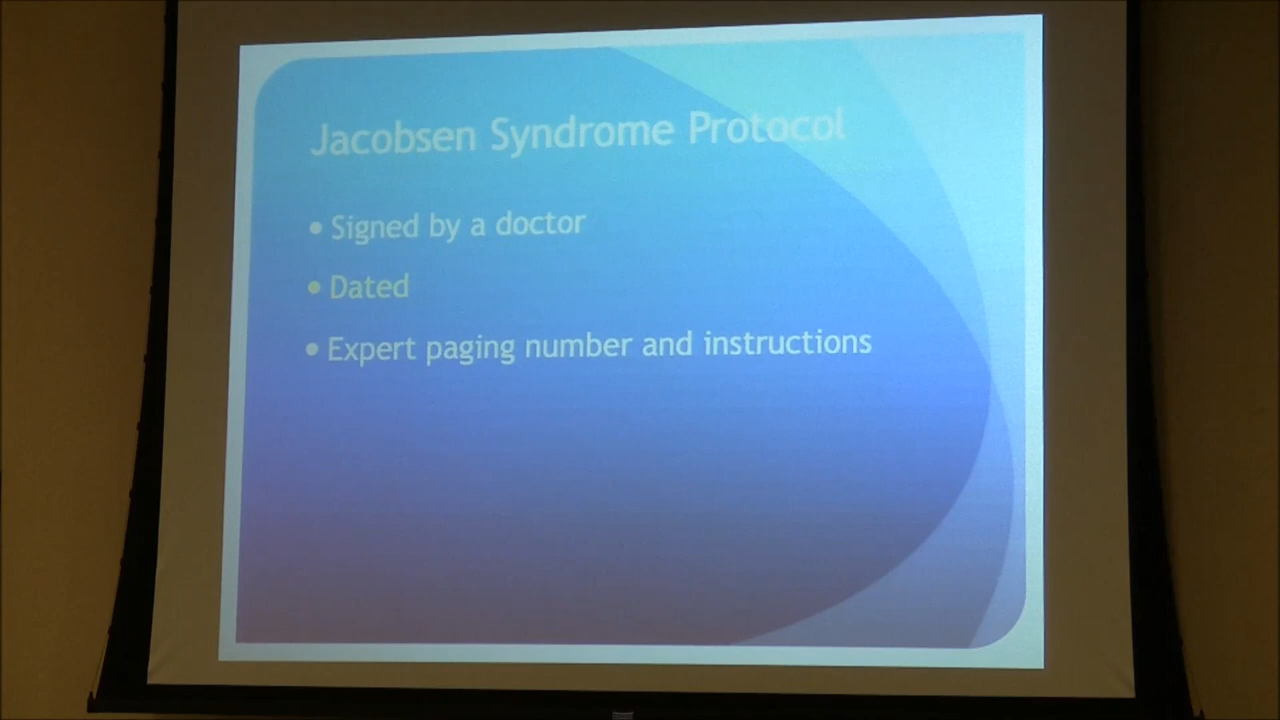 Jacobsen Syndrome Protocol
• Signed by a doctor
• Dated
• Expert paging number and instructions